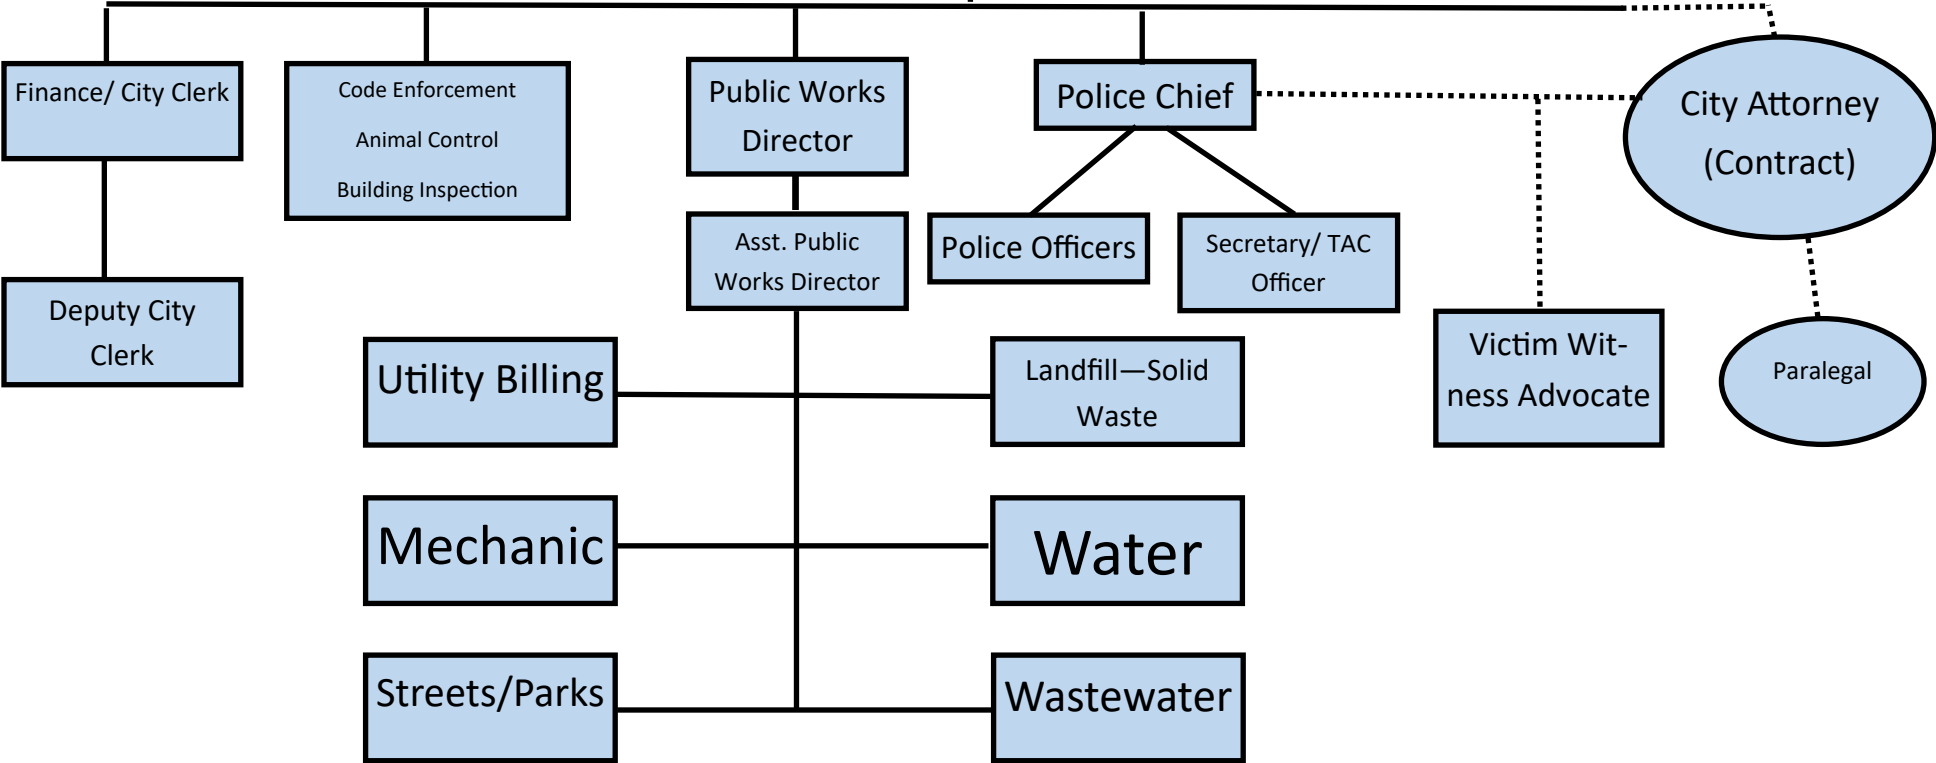 Finance/ City Clerk
Code Enforcement
Animal Control
Building Inspection
Public Works
Director
Police Chief
City Attorney
(Contract)
Deputy City
Clerk
Asst. Public
Works Director
Police Officers
Secretary/ TAC
Officer
Victim Wit-
ness Advocate
Paralegal
Utility Billing
Landfill—Solid
Waste
Mechanic
Water
Streets/Parks
Wastewater